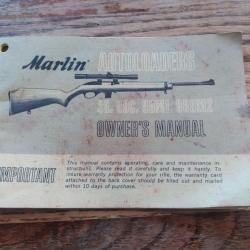 Marlin
AUTOLOADERS
OWNER'S MANUAL
IMPORTANT
This manual contains operating, care and maintenance in-
structions. Please read it carefully and keep it handy. To
insure warranty protection for your rifle, the warranty card
attached to the back cover should be filled out and mailed
within 10 days of purchase.